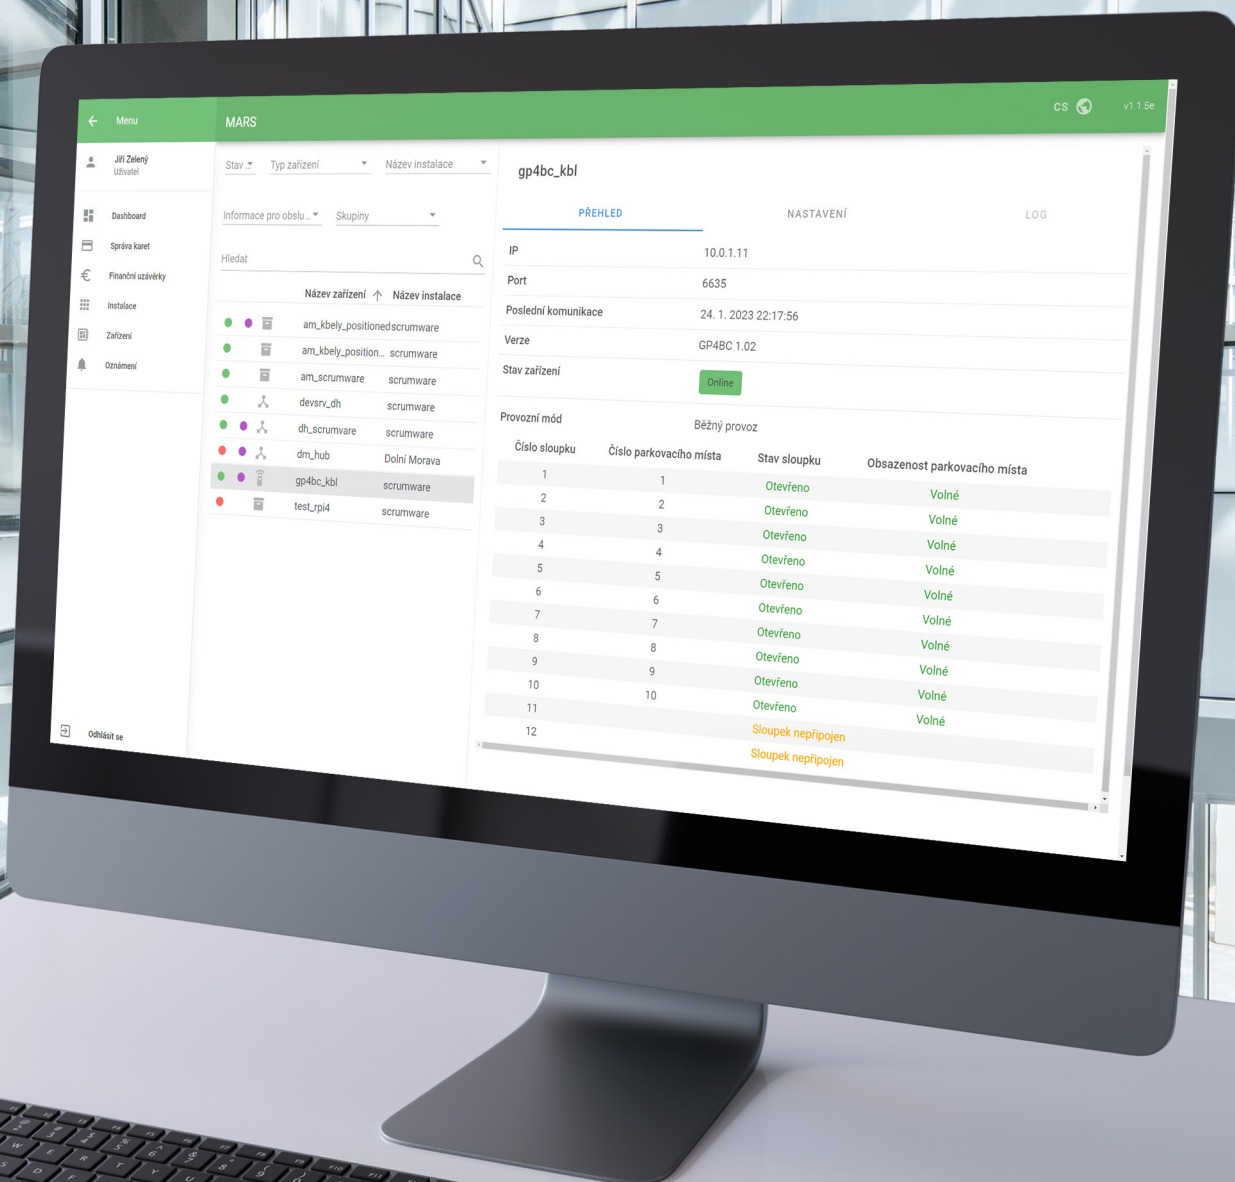 Menu
MARS
CS
v1.1.5e
Jiří Zelený
Uživatel
Dashboard
Správa karet
Finanční uzávěrky
Instalace
Zařízení
Oznámení
Odhlásit se
Stav ... Typ zařízení Název instalace
Informace pro obslu... Skupiny
Hledat
Název zařízení Název instalace
am_kbely_positioned scrumware
am_kbely_position... scrumware
am_scrumware scrumware
devsrv_dh scrumware
dh_scrumvare scrumware
dm_hub Dolní Morava
gp4bc_kbl scrumware
test_rpi4 scrumware
gp4bc_kbl
PŘEHLED NASTAVENÍ LOG
IP 10.0.1.11
Port 6635
Poslední komunikace 24. 1. 2023 22:17:56
Verze GP4BC 1.02
Stav zařízení Online
Provozní mód Běžný provoz
Číslo sloupku Číslo parkovacího místa Stav sloupku Obsazenost parkovacího místa
1 1 Otevřeno Volné
2 2 Otevřeno Volné
3 3 Otevřeno Volné
4 4 Otevřeno Volné
5 5 Otevřeno Volné
6 6 Otevřeno Volné
7 7 Otevřeno Volné
8 8 Otevřeno Volné
9 9 Otevřeno Volné
10 10 Otevřeno Volné
11 Sloupek nepřipojen
12 Sloupek nepřipojen